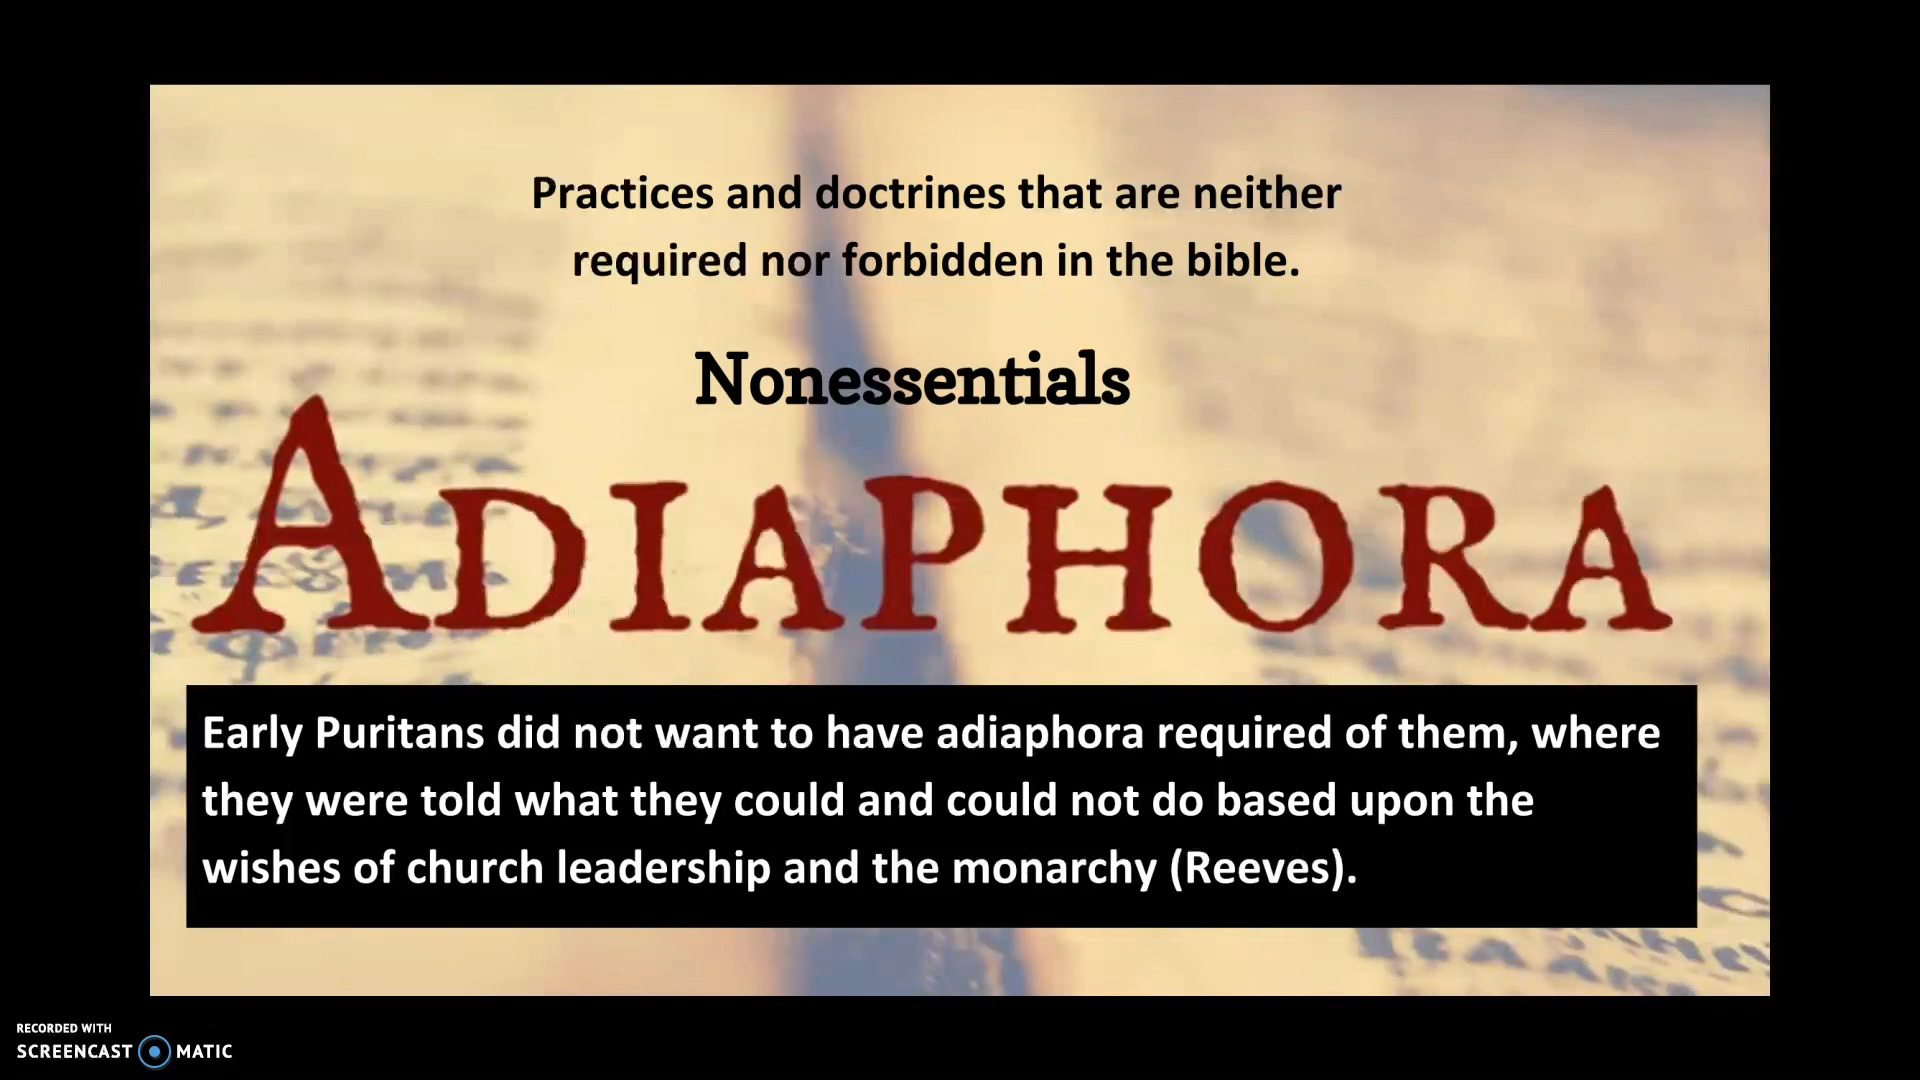 Practices and doctrines that are neither
required nor forbidden in the bible.
Nonessentials
ADIAPHORA
Early Puritans did not want to have adiaphora required of them, where
they were told what they could and could not do based upon the
wishes of church leadership and the monarchy (Reeves).
RECORDED WITH
SCREENCAST MATIC